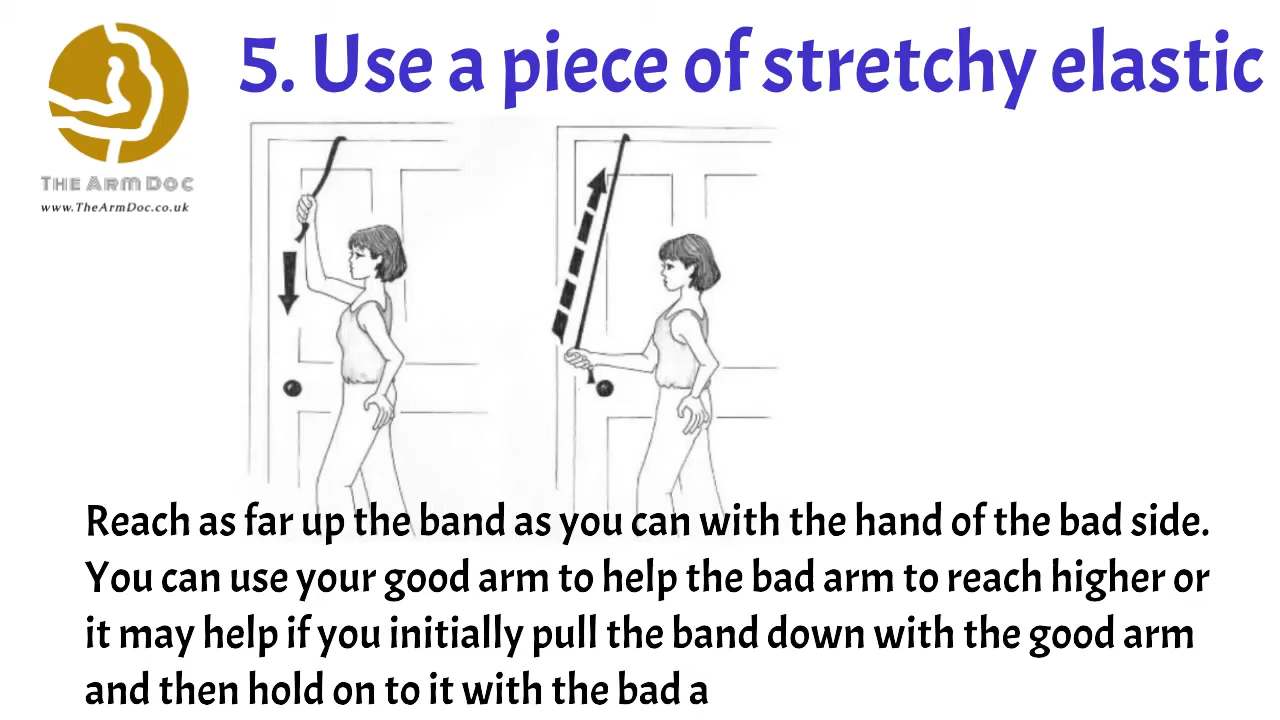 5. Use a piece of stretchy elastic
The Arm Doc
www.TheArmDoc.co.uk
Reach as far up the band as you can with the hand of the bad side.
You can use your good arm to help the bad arm to reach higher or
it may help if you initially pull the band down with the good arm
and then hold on to it with the bad a